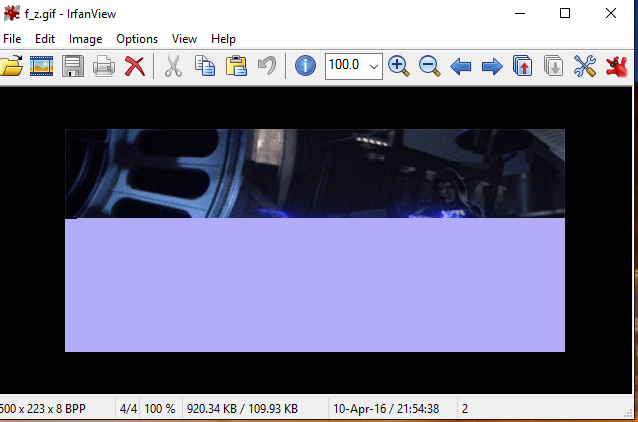 f_z.gif - IrfanView
File Edit Image Options View Help
100.0
500 x 223 x 8 BPP 4/4 100 % 920.34 KB / 109.93 KB 10-Apr-16 / 21:54:38 2